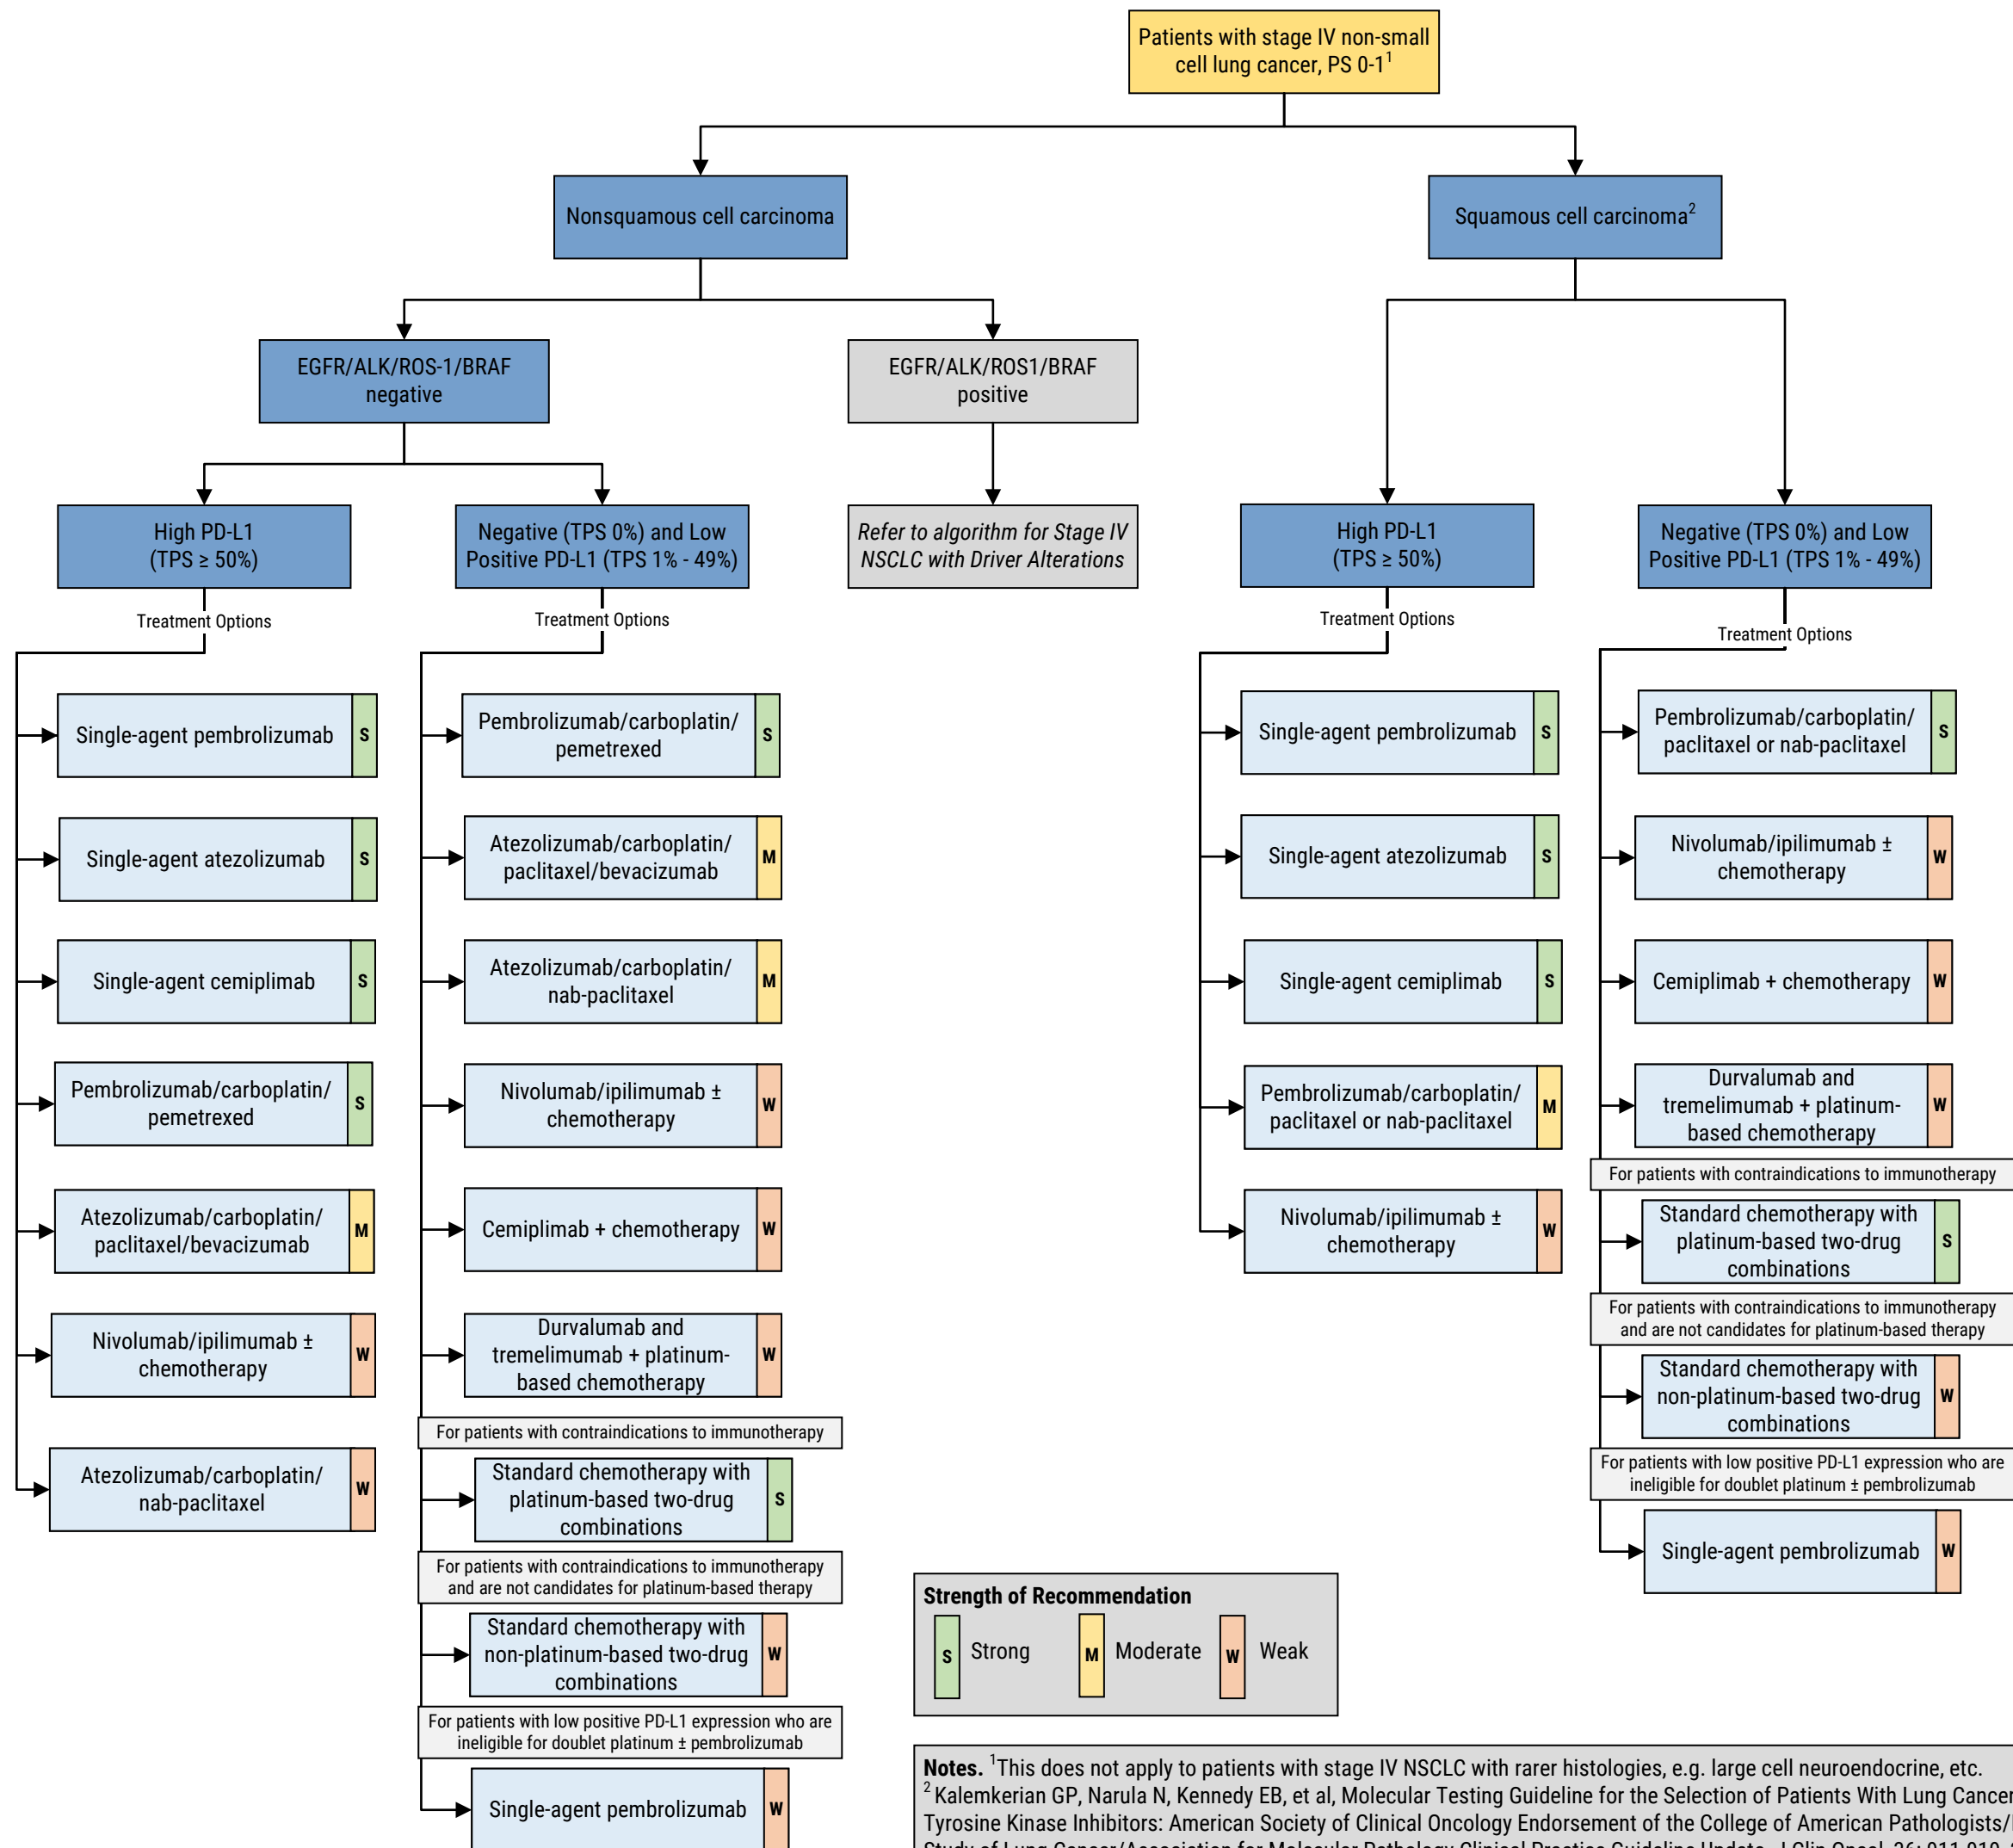 Patients with stage IV non-small
cell lung cancer, PS 0-1¹
Nonsquamous cell carcinoma
Squamous cell carcinoma²
EGFR/ALK/ROS-1/BRAF
negative
EGFR/ALK/ROS1/BRAF
positive
High PD-L1
(TPS ≥ 50%)
Negative (TPS 0%) and Low
Positive PD-L1 (TPS 1% - 49%)
Refer to algorithm for Stage IV
NSCLC with Driver Alterations
High PD-L1
(TPS ≥ 50%)
Negative (TPS 0%) and Low
Positive PD-L1 (TPS 1% - 49%)
Treatment Options
Single-agent pembrolizumab
S
Single-agent atezolizumab
S
Single-agent cemiplimab
S
Pembrolizumab/carboplatin/
pemetrexed
S
Atezolizumab/carboplatin/
paclitaxel/bevacizumab
M
Nivolumab/ipilimumab ±
chemotherapy
W
Atezolizumab/carboplatin/
nab-paclitaxel
W
Treatment Options
Pembrolizumab/carboplatin/
pemetrexed
S
Atezolizumab/carboplatin/
paclitaxel/bevacizumab
M
Atezolizumab/carboplatin/
nab-paclitaxel
M
Nivolumab/ipilimumab ±
chemotherapy
W
Cemiplimab + chemotherapy
W
Durvalumab and
tremelimumab + platinum-
based chemotherapy
W
For patients with contraindications to immunotherapy
Standard chemotherapy with
platinum-based two-drug
combinations
S
For patients with contraindications to immunotherapy
and are not candidates for platinum-based therapy
Standard chemotherapy with
non-platinum-based two-drug
combinations
W
For patients with low positive PD-L1 expression who are
ineligible for doublet platinum ± pembrolizumab
Single-agent pembrolizumab
W
Treatment Options
Single-agent pembrolizumab
S
Single-agent atezolizumab
S
Single-agent cemiplimab
S
Pembrolizumab/carboplatin/
paclitaxel or nab-paclitaxel
M
Nivolumab/ipilimumab ±
chemotherapy
W
Treatment Options
Pembrolizumab/carboplatin/
paclitaxel or nab-paclitaxel
S
Nivolumab/ipilimumab ±
chemotherapy
W
Cemiplimab + chemotherapy
W
Durvalumab and
tremelimumab + platinum-
based chemotherapy
W
For patients with contraindications to immunotherapy
Standard chemotherapy with
platinum-based two-drug
combinations
S
For patients with contraindications to immunotherapy
and are not candidates for platinum-based therapy
Standard chemotherapy with
non-platinum-based two-drug
combinations
W
For patients with low positive PD-L1 expression who are
ineligible for doublet platinum ± pembrolizumab
Single-agent pembrolizumab
W
Strength of Recommendation
S Strong M Moderate W Weak
Notes. ¹This does not apply to patients with stage IV NSCLC with rarer histologies, e.g. large cell neuroendocrine, etc.
² Kalemkerian GP, Narula N, Kennedy EB, et al, Molecular Testing Guideline for the Selection of Patients With Lung Cancer
Tyrosine Kinase Inhibitors: American Society of Clinical Oncology Endorsement of the College of American Pathologists/
Study of Lung Cancer/Association for Molecular Pathology Clinical Practice Guideline Update. J Clin Oncol. 36: 911-919